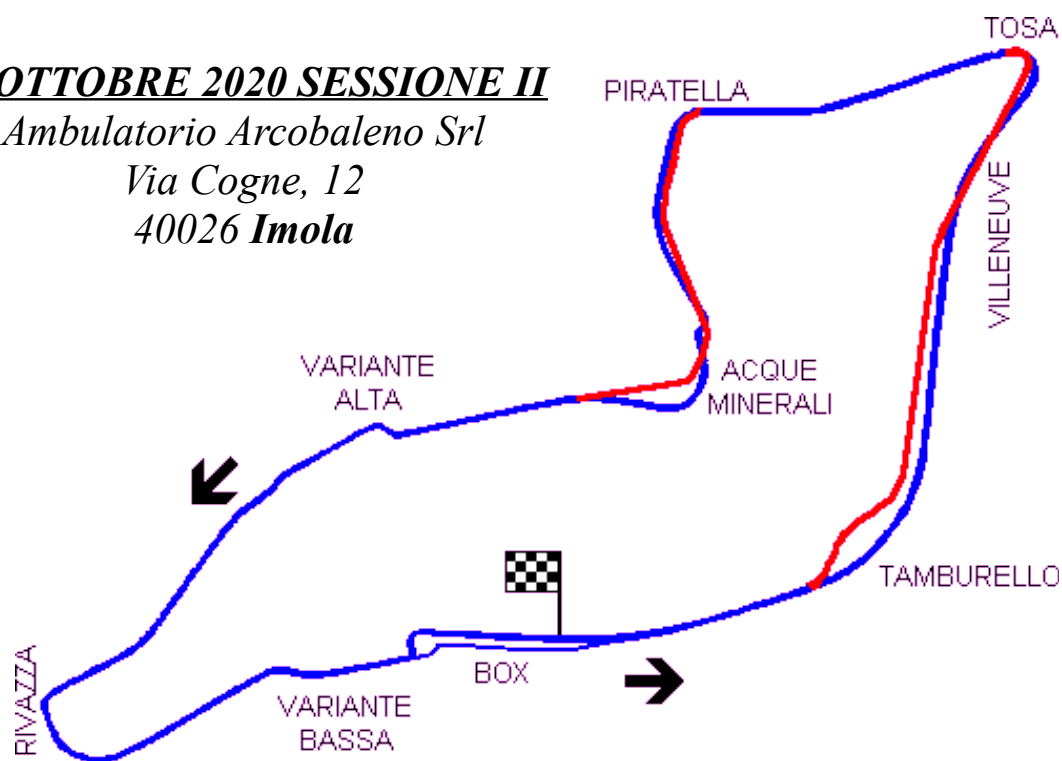 OTTOBRE 2020 SESSIONE II
Ambulatorio Arcobaleno Srl
Via Cogne, 12
40026 Imola
TOSA
PIRATELLA
VILLENEUVE
VARIANTE
ALTA
ACQUE
MINERALI
TAMBURELLO
RIVAZZA
BOX
VARIANTE
BASSA